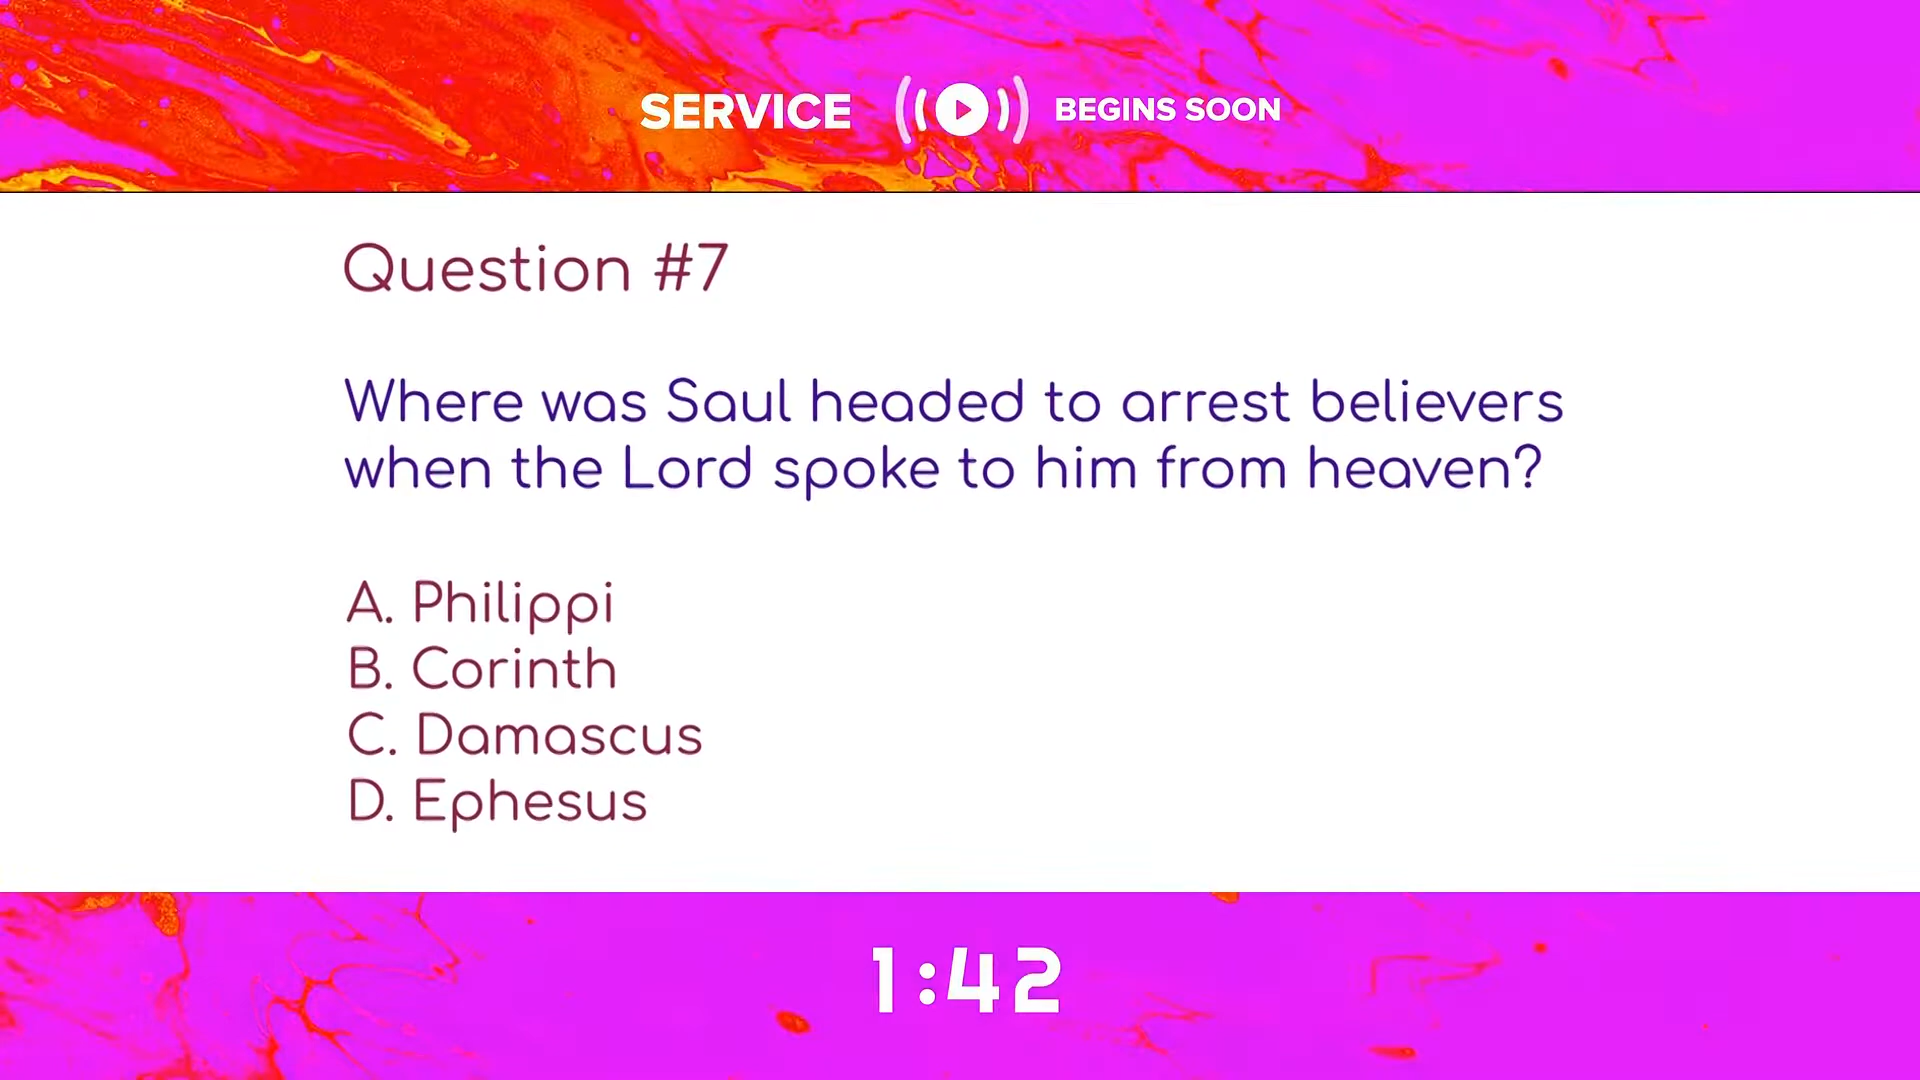 SERVICE BEGINS SOON
Question #7
Where was Saul headed to arrest believers
when the Lord spoke to him from heaven?
A. Philippi
B. Corinth
C. Damascus
D. Ephesus
1:42